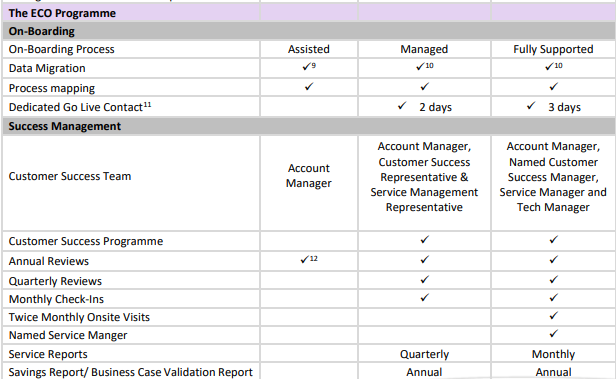 The ECO Programme
On-Boarding
On-Boarding Process Assisted Managed Fully Supported
Data Migration ✓9 ✓10 ✓10
Process mapping ✓ ✓ ✓
Dedicated Go Live Contact11 ✓ 2 days ✓ 3 days
Success Management
Customer Success Team
Account
Manager
Account Manager,
Customer Success
Representative &
Service Management
Representative
Account Manager,
Named Customer
Success Manager,
Service Manager and
Tech Manager
Customer Success Programme ✓ ✓
Annual Reviews ✓12 ✓ ✓
Quarterly Reviews ✓ ✓
Monthly Check-Ins ✓ ✓
Twice Monthly Onsite Visits ✓
Named Service Manger ✓
Service Reports Quarterly Monthly
Savings Report/ Business Case Validation Report Annual Annual